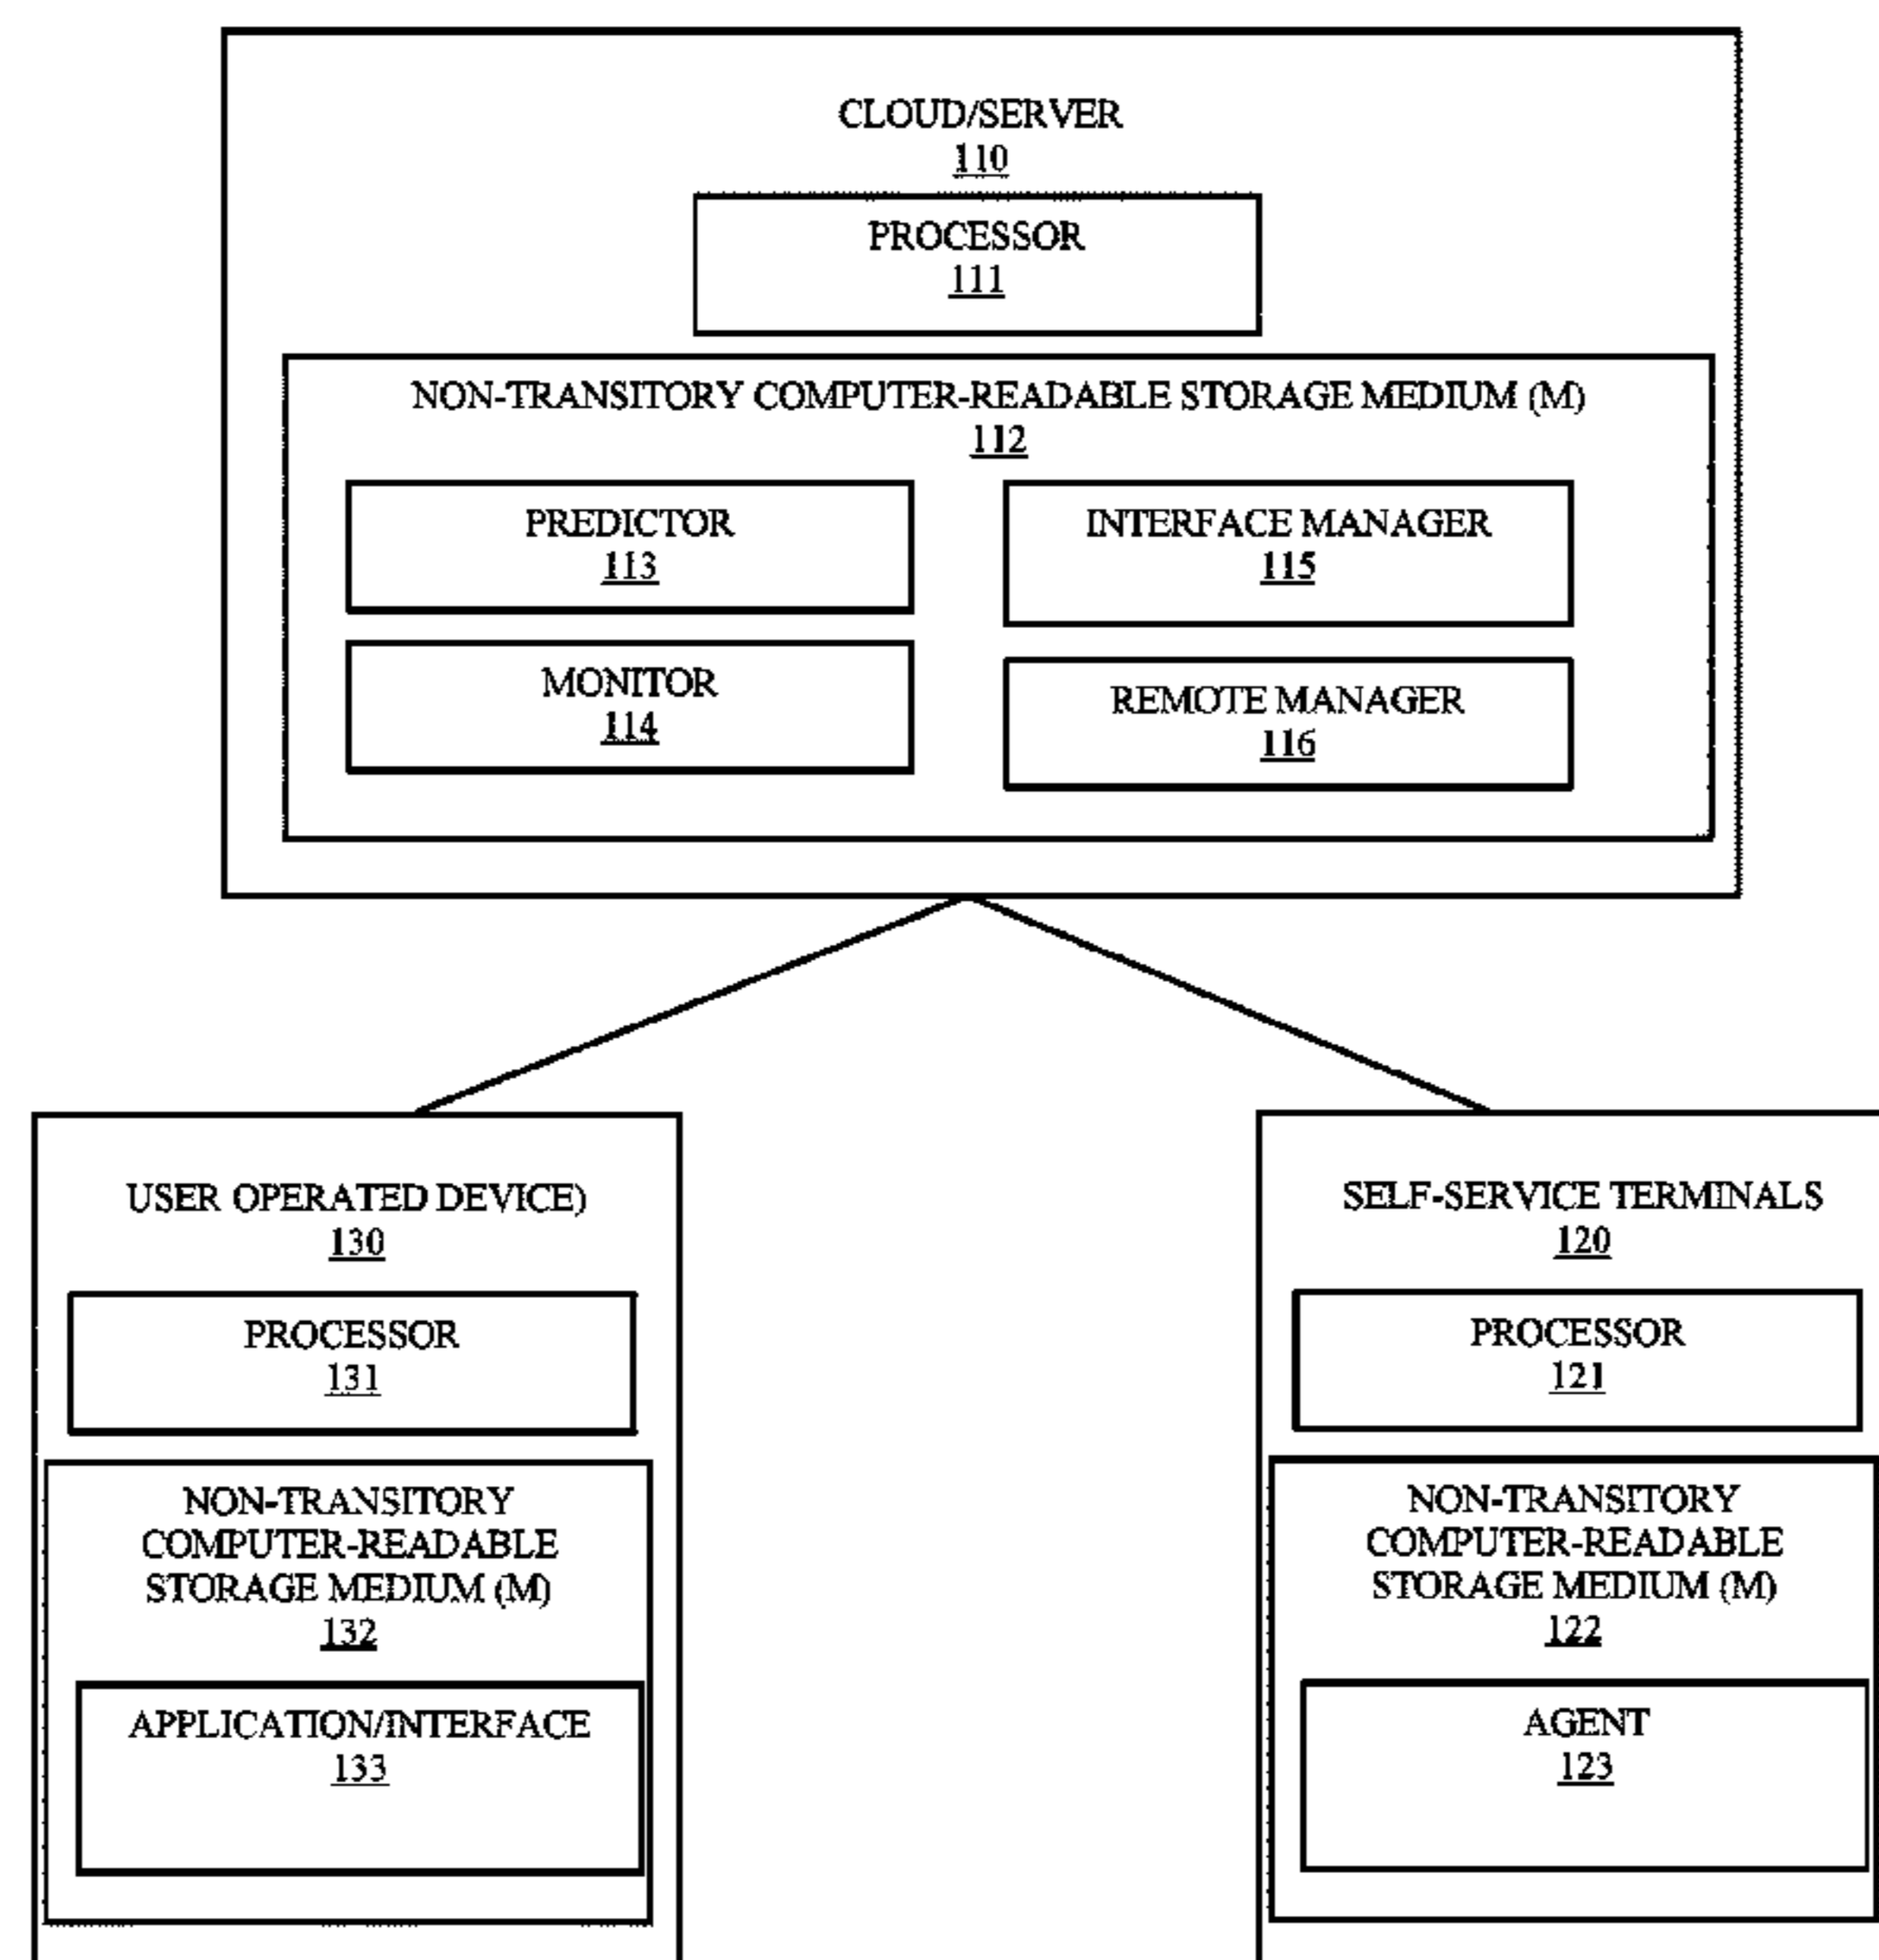 CLOUD/SERVER
110
PROCESSOR
111
NON-TRANSITORY COMPUTER-READABLE STORAGE MEDIUM (M)
112
PREDICTOR
113
MONITOR
114
INTERFACE MANAGER
115
REMOTE MANAGER
116
USER OPERATED DEVICE)
130
PROCESSOR
131
NON-TRANSITORY
COMPUTER-READABLE
STORAGE MEDIUM (M)
132
APPLICATION/INTERFACE
133
SELF-SERVICE TERMINALS
120
PROCESSOR
121
NON-TRANSITORY
COMPUTER-READABLE
STORAGE MEDIUM (M)
122
AGENT
123